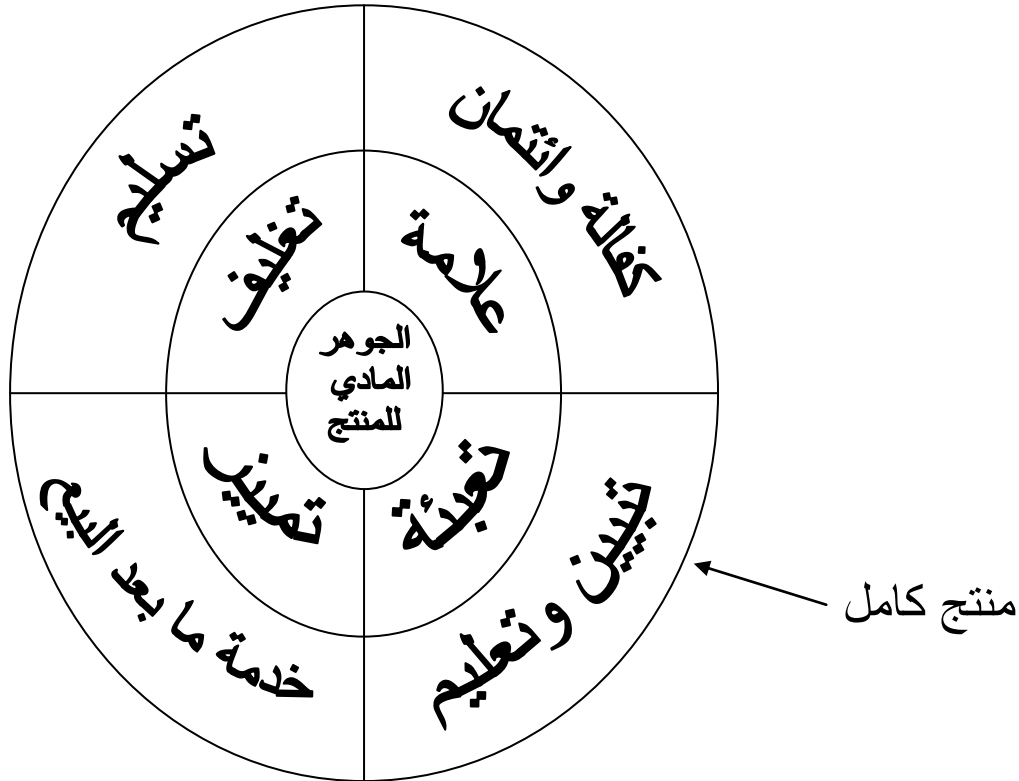 كفالة وائتمان
تسليم
علامة
تغليف
الجوهر
المادي
للمنتج
تعبئة
تمييز
تبيين وتعليم
خدمة ما بعد البيع
منتج كامل